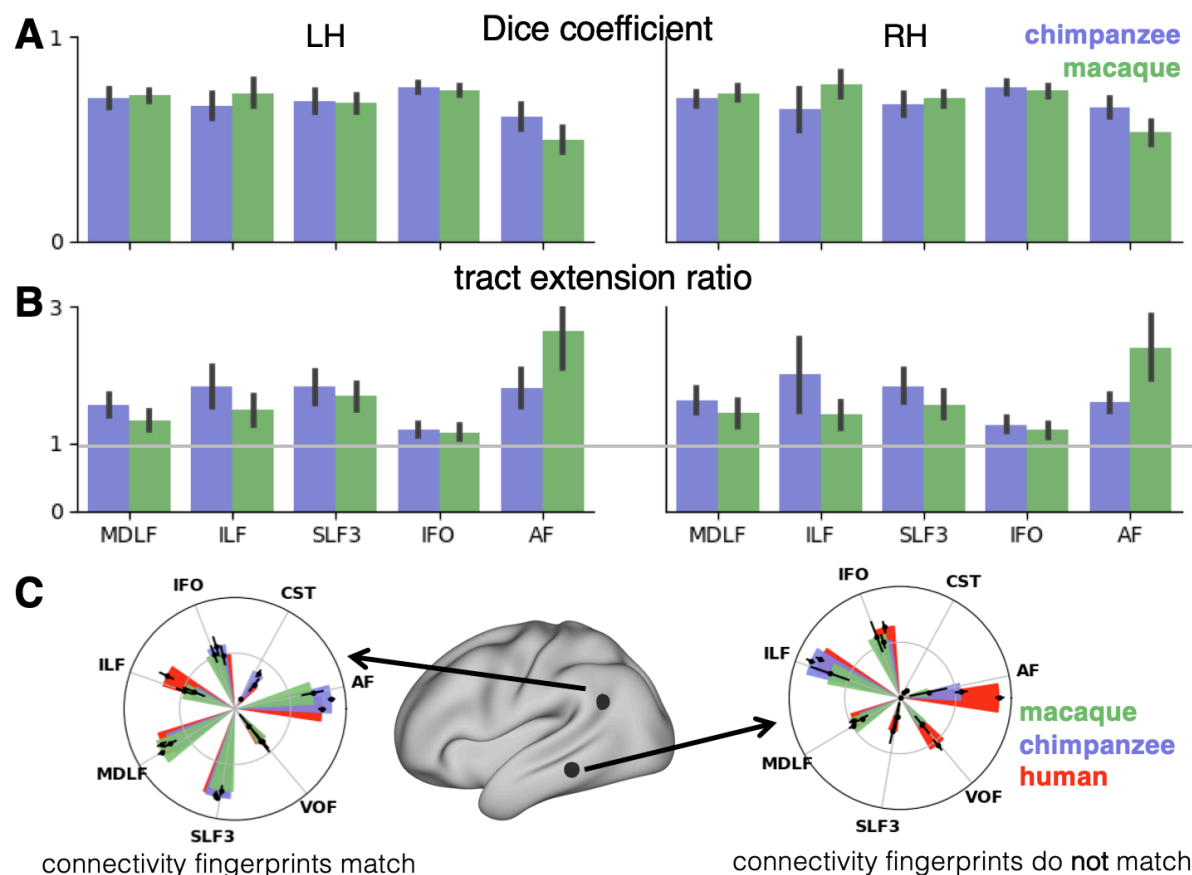 A
LH
Dice coefficient
RH
chimpanzee
macaque
1
0
tract extension ratio
B
3
1
0
MDLF
ILF
SLF3
IFO
AF
MDLF
ILF
SLF3
IFO
AF
C
IFO
CST
ILF
AF
MDLF
VOF
SLF3
connectivity fingerprints match
IFO
CST
ILF
AF
MDLF
VOF
SLF3
macaque
chimpanzee
human
connectivity fingerprints do not match